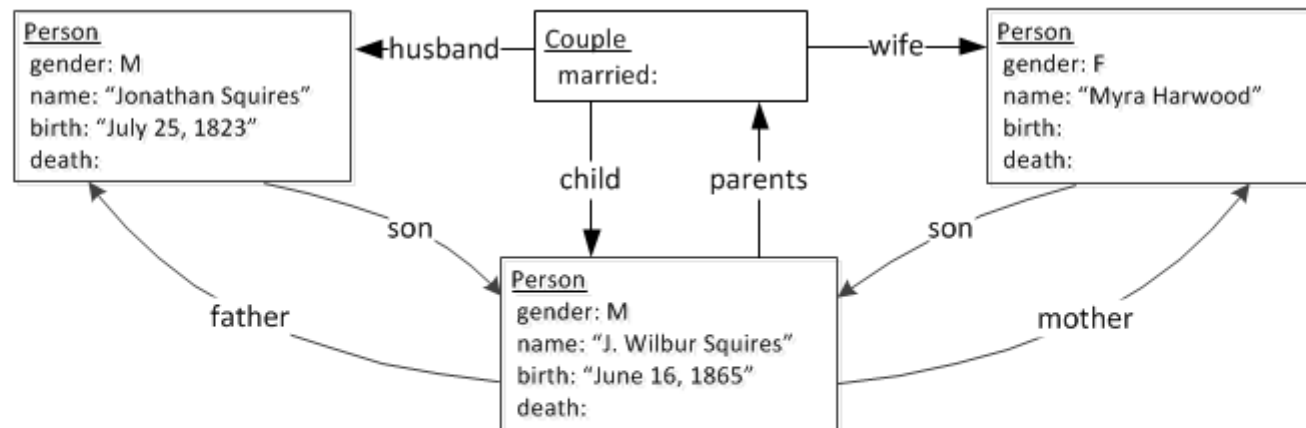 Person
gender: M
name: “Jonathan Squires”
birth: “July 25, 1823”
death:
husband
Couple
married:
wife
Person
gender: F
name: “Myra Harwood”
birth:
death:
child
parents
son
son
father
mother
Person
gender: M
name: “J. Wilbur Squires”
birth: “June 16, 1865”
death: